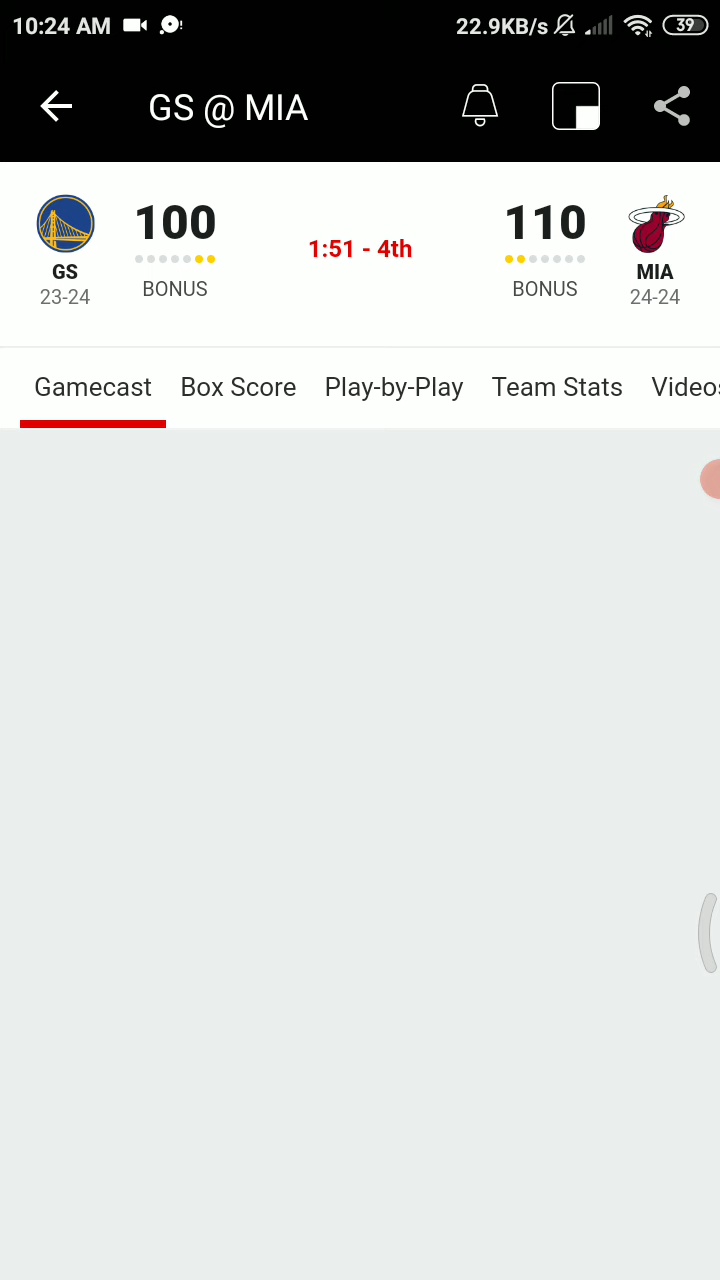 10:24 AM 22.9KB/s 39
GS @ MIA
100 110
1:51 - 4th
GS BONUS BONUS MIA
23-24 24-24
Gamecast Box Score Play-by-Play Team Stats Videos